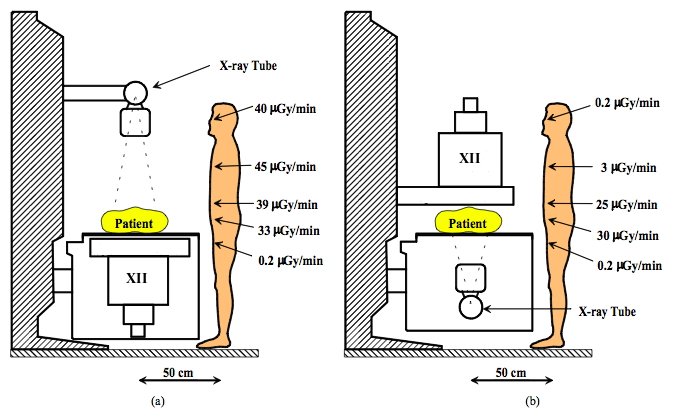 X-ray Tube
40 µGy/min
45 µGy/min
39 µGy/min
33 µGy/min
0.2 µGy/min
Patient
XII
50 cm
(a)
0.2 µGy/min
XII
3 µGy/min
25 µGy/min
Patient
30 µGy/min
0.2 µGy/min
X-ray Tube
50 cm
(b)